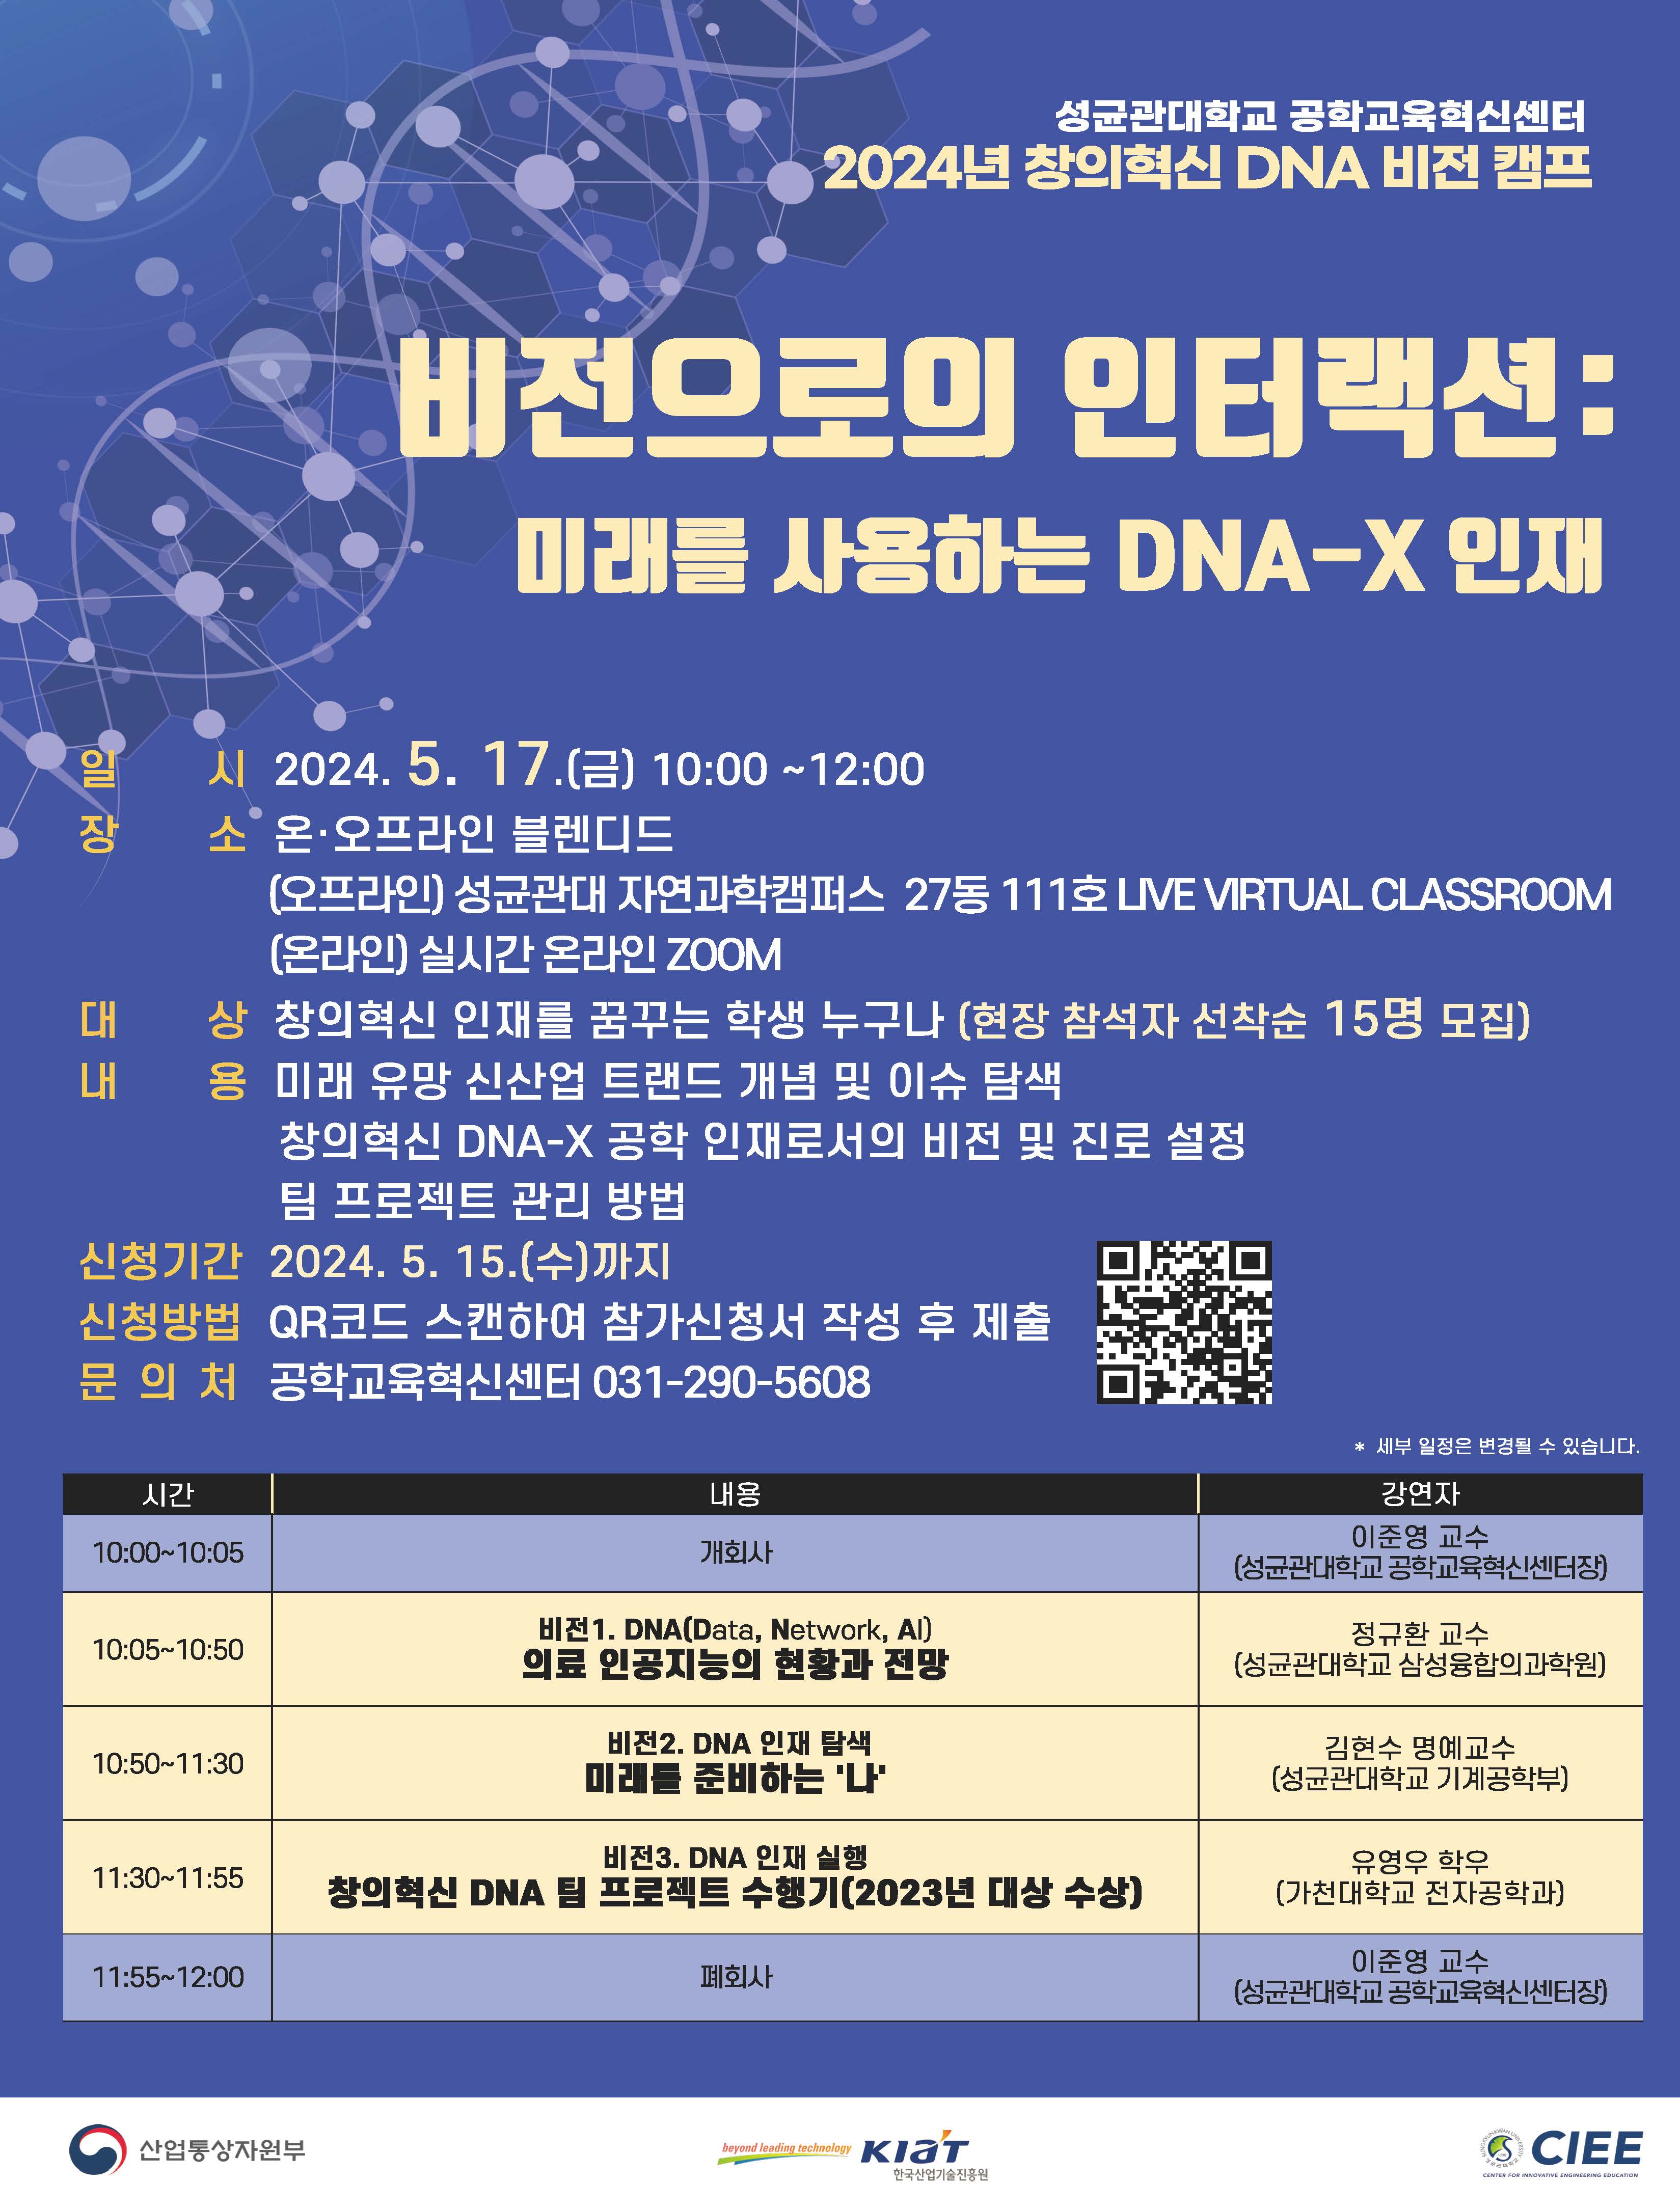 성균관대학교 공학교육혁신센터
2024년 창의혁신 DNA 비전 캠프
비전으로의 인터랙션:
미래를 사용하는 DNA-X 인재
일 시 2024. 5. 17.(금) 10:00 ~12:00
장 소 온·오프라인 블렌디드
(오프라인) 성균관대 자연과학캠퍼스 27동 111호 LIVE VIRTUAL CLASSROOM
(온라인) 실시간 온라인 ZOOM
대 상 창의혁신 인재를 꿈꾸는 학생 누구나 (현장 참석자 선착순 15명 모집)
내 용 미래 유망 신산업 트랜드 개념 및 이슈 탐색
창의혁신 DNA-X 공학 인재로서의 비전 및 진로 설정
팀 프로젝트 관리 방법
신청기간 2024. 5. 15.(수)까지
신청방법 QR코드 스캔하여 참가신청서 작성 후 제출
문 의 처 공학교육혁신센터 031-290-5608
* 세부 일정은 변경될 수 있습니다.
시간 내용 강연자
10:00~10:05 개회사 이준영 교수
(성균관대학교 공학교육혁신센터장)
10:05~10:50 비전1. DNA(Data, Network, AI)
의료 인공지능의 현황과 전망
정규환 교수
(성균관대학교 삼성융합의과학원)
10:50~11:30 비전2. DNA 인재 탐색
미래를 준비하는 '나'
김현수 명예교수
(성균관대학교 기계공학부)
11:30~11:55 비전3. DNA 인재 실행
창의혁신 DNA 팀 프로젝트 수행기(2023년 대상 수상)
유영우 학우
(가천대학교 전자공학과)
11:55~12:00 폐회사 이준영 교수
(성균관대학교 공학교육혁신센터장)
산업통상자원부
beyond leading technology KIAT
한국산업기술진흥원
CIEE
CENTER FOR INNOVATIVE ENGINEERING EDUCATION